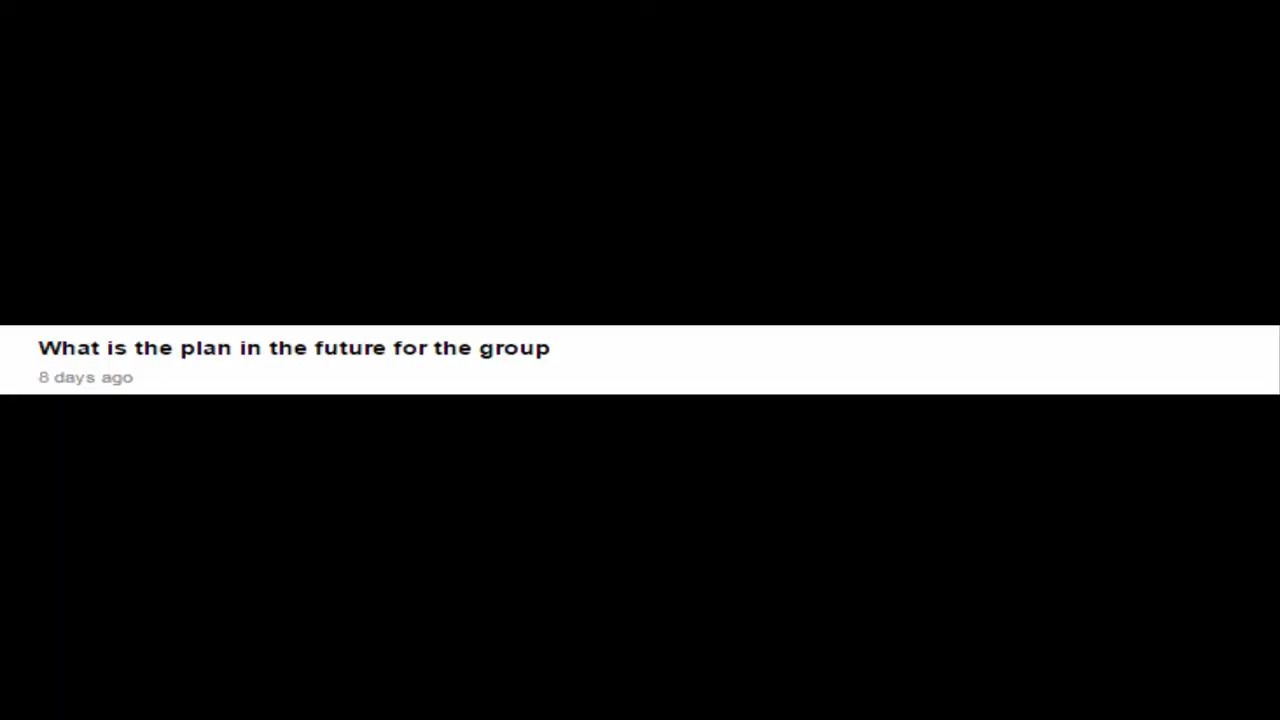 What is the plan in the future for the group
8 days ago